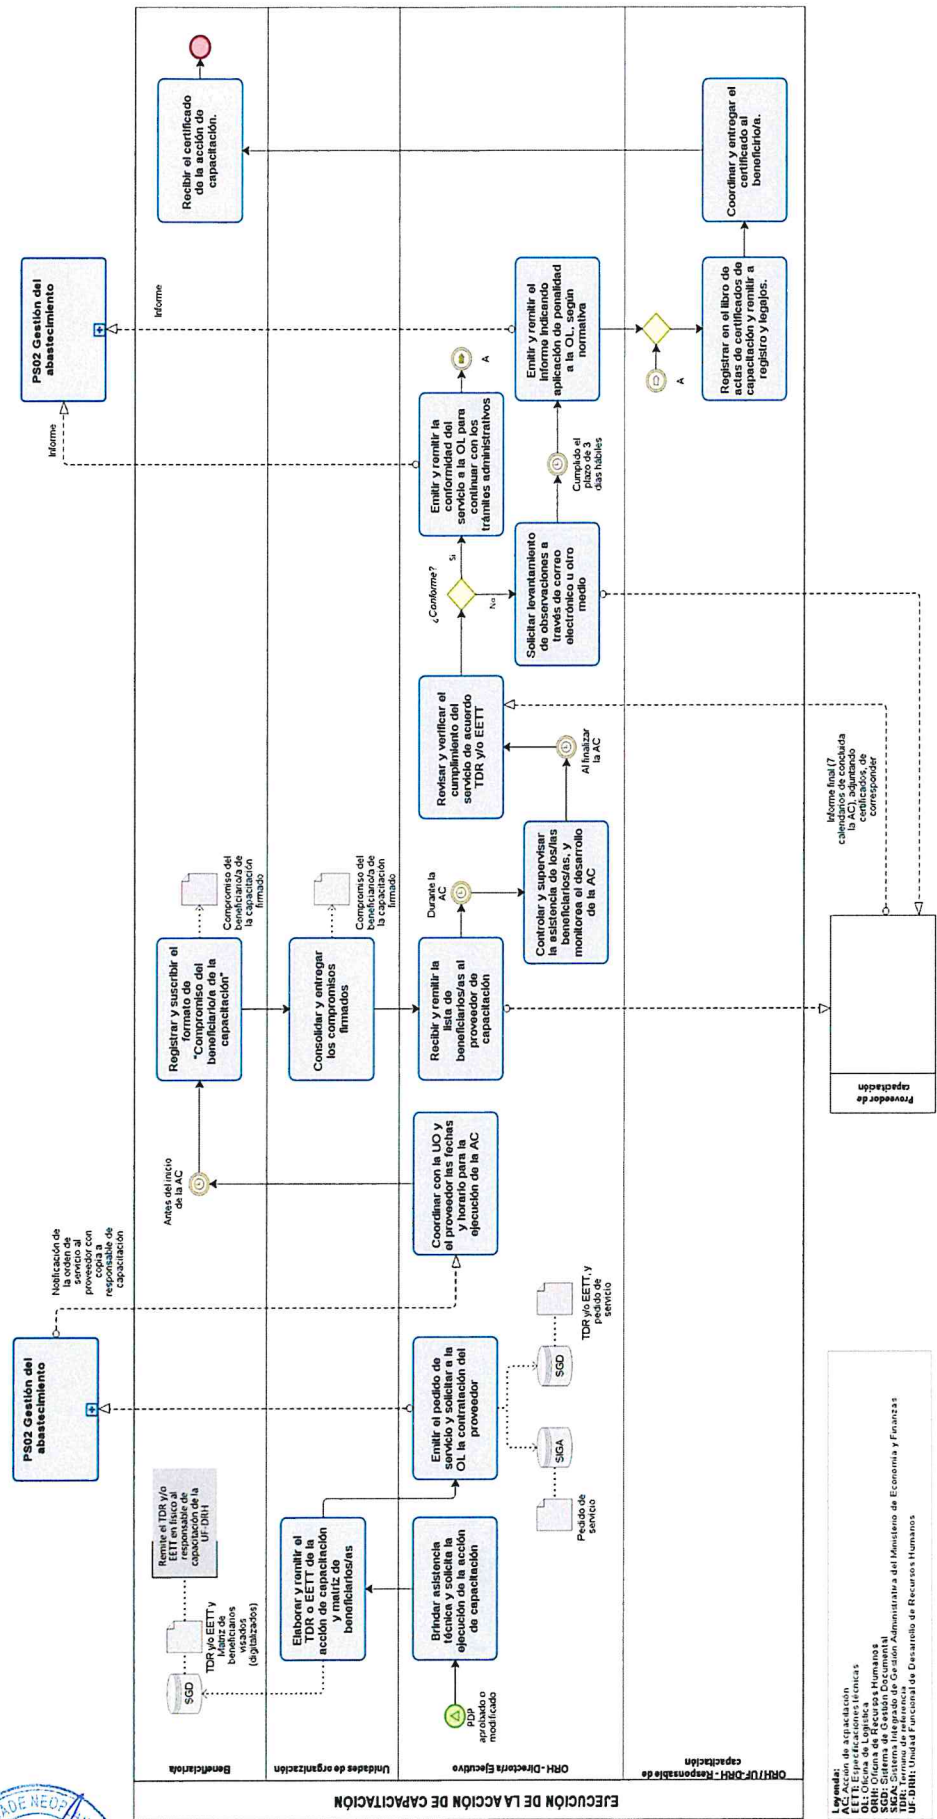 EJECUCIÓN DE LA ACCIÓN DE CAPACITACIÓN
Beneficiario/a
Unidades de organización
ORH - Director/a Ejecutivo
ORH / UF-DRH - Responsable de
capacitación
PDP
aprobado o
modificado
Brindar asistencia
técnica y solicita la
ejecución de la acción
de capacitación
Elaborar y remitir el
TDR o EETT de la
acción de capacitación
y matriz de
beneficiarios/as
SGD
TDR y/o EETT y
Matriz de
beneficiarios
visados
(digitalizados)
Remite el TDR y/o
EETT en físico al
responsable de
capacitación de la
UF-DRH
Emitir el pedido de
servicio y solicitar a la
OL la contratación del
proveedor
SIGA
Pedido de
servicio
SGD
TDR y/o EETT, y
pedido de
servicio
PS02 Gestión del
abastecimiento
Notificación de
la orden de
servicio al
proveedor con
copia a
responsable de
capacitación
Coordinar con la UO y
el proveedor las fechas
y horario para la
ejecución de la AC
Antes del inicio
de la AC
Registrar y suscribir el
formato de
"Compromiso del
beneficiario/a de la
capacitación"
Compromiso del
beneficiario/a de
la capacitación
firmado
Consolidar y entregar
los compromisos
firmados
Compromiso del
beneficiario/a de
la capacitación
firmado
Recibir y remitir la
lista de
beneficiarios/as al
proveedor de
capacitación
Durante la
AC
Controlar y supervisar
la asistencia de los/las
beneficiarios/as, y
monitorea el desarrollo
de la AC
Al finalizar
la AC
Revisar y verificar el
cumplimiento del
servicio de acuerdo
TDR y/o EETT
¿Conforme?
Si
No
Emitir y remitir la
conformidad del
servicio a la OL para
continuar con los
trámites administrativos
A
Solicitar levantamiento
de observaciones a
través de correo
electrónico u otro
medio
Cumplido el
plazo de 3
días hábiles
Emitir y remitir el
Informe Indicando
aplicación de penalidad
a la OL, según
normativa
Informe
Informe
PS02 Gestión del
abastecimiento
A
Registrar en el libro de
actas de certificados de
capacitación y remitir a
registro y legajos.
Coordinar y entregar el
certificado al
beneficirio/a.
Recibir el certificado
de la acción de
capacitación.
Proveedor de
capacitación
Informe final (7
calendarios de concluida
la AC), adjuntando
certificados, de
corresponder
Leyenda:
AC: Acción de acpacitación
EETT: Especificaciones técnicas
OL: Oficina de Logística
ORH: Oficina de Recursos Humanos
SGD: Sistema de Gestión Documental
SIGA: Sistema Integrado de Gestión Administrativa del Ministerio de Economía y Finanzas
TDR: Término de referencia
UF-DRH: Unidad Funcional de Desarrollo de Recursos Humanos